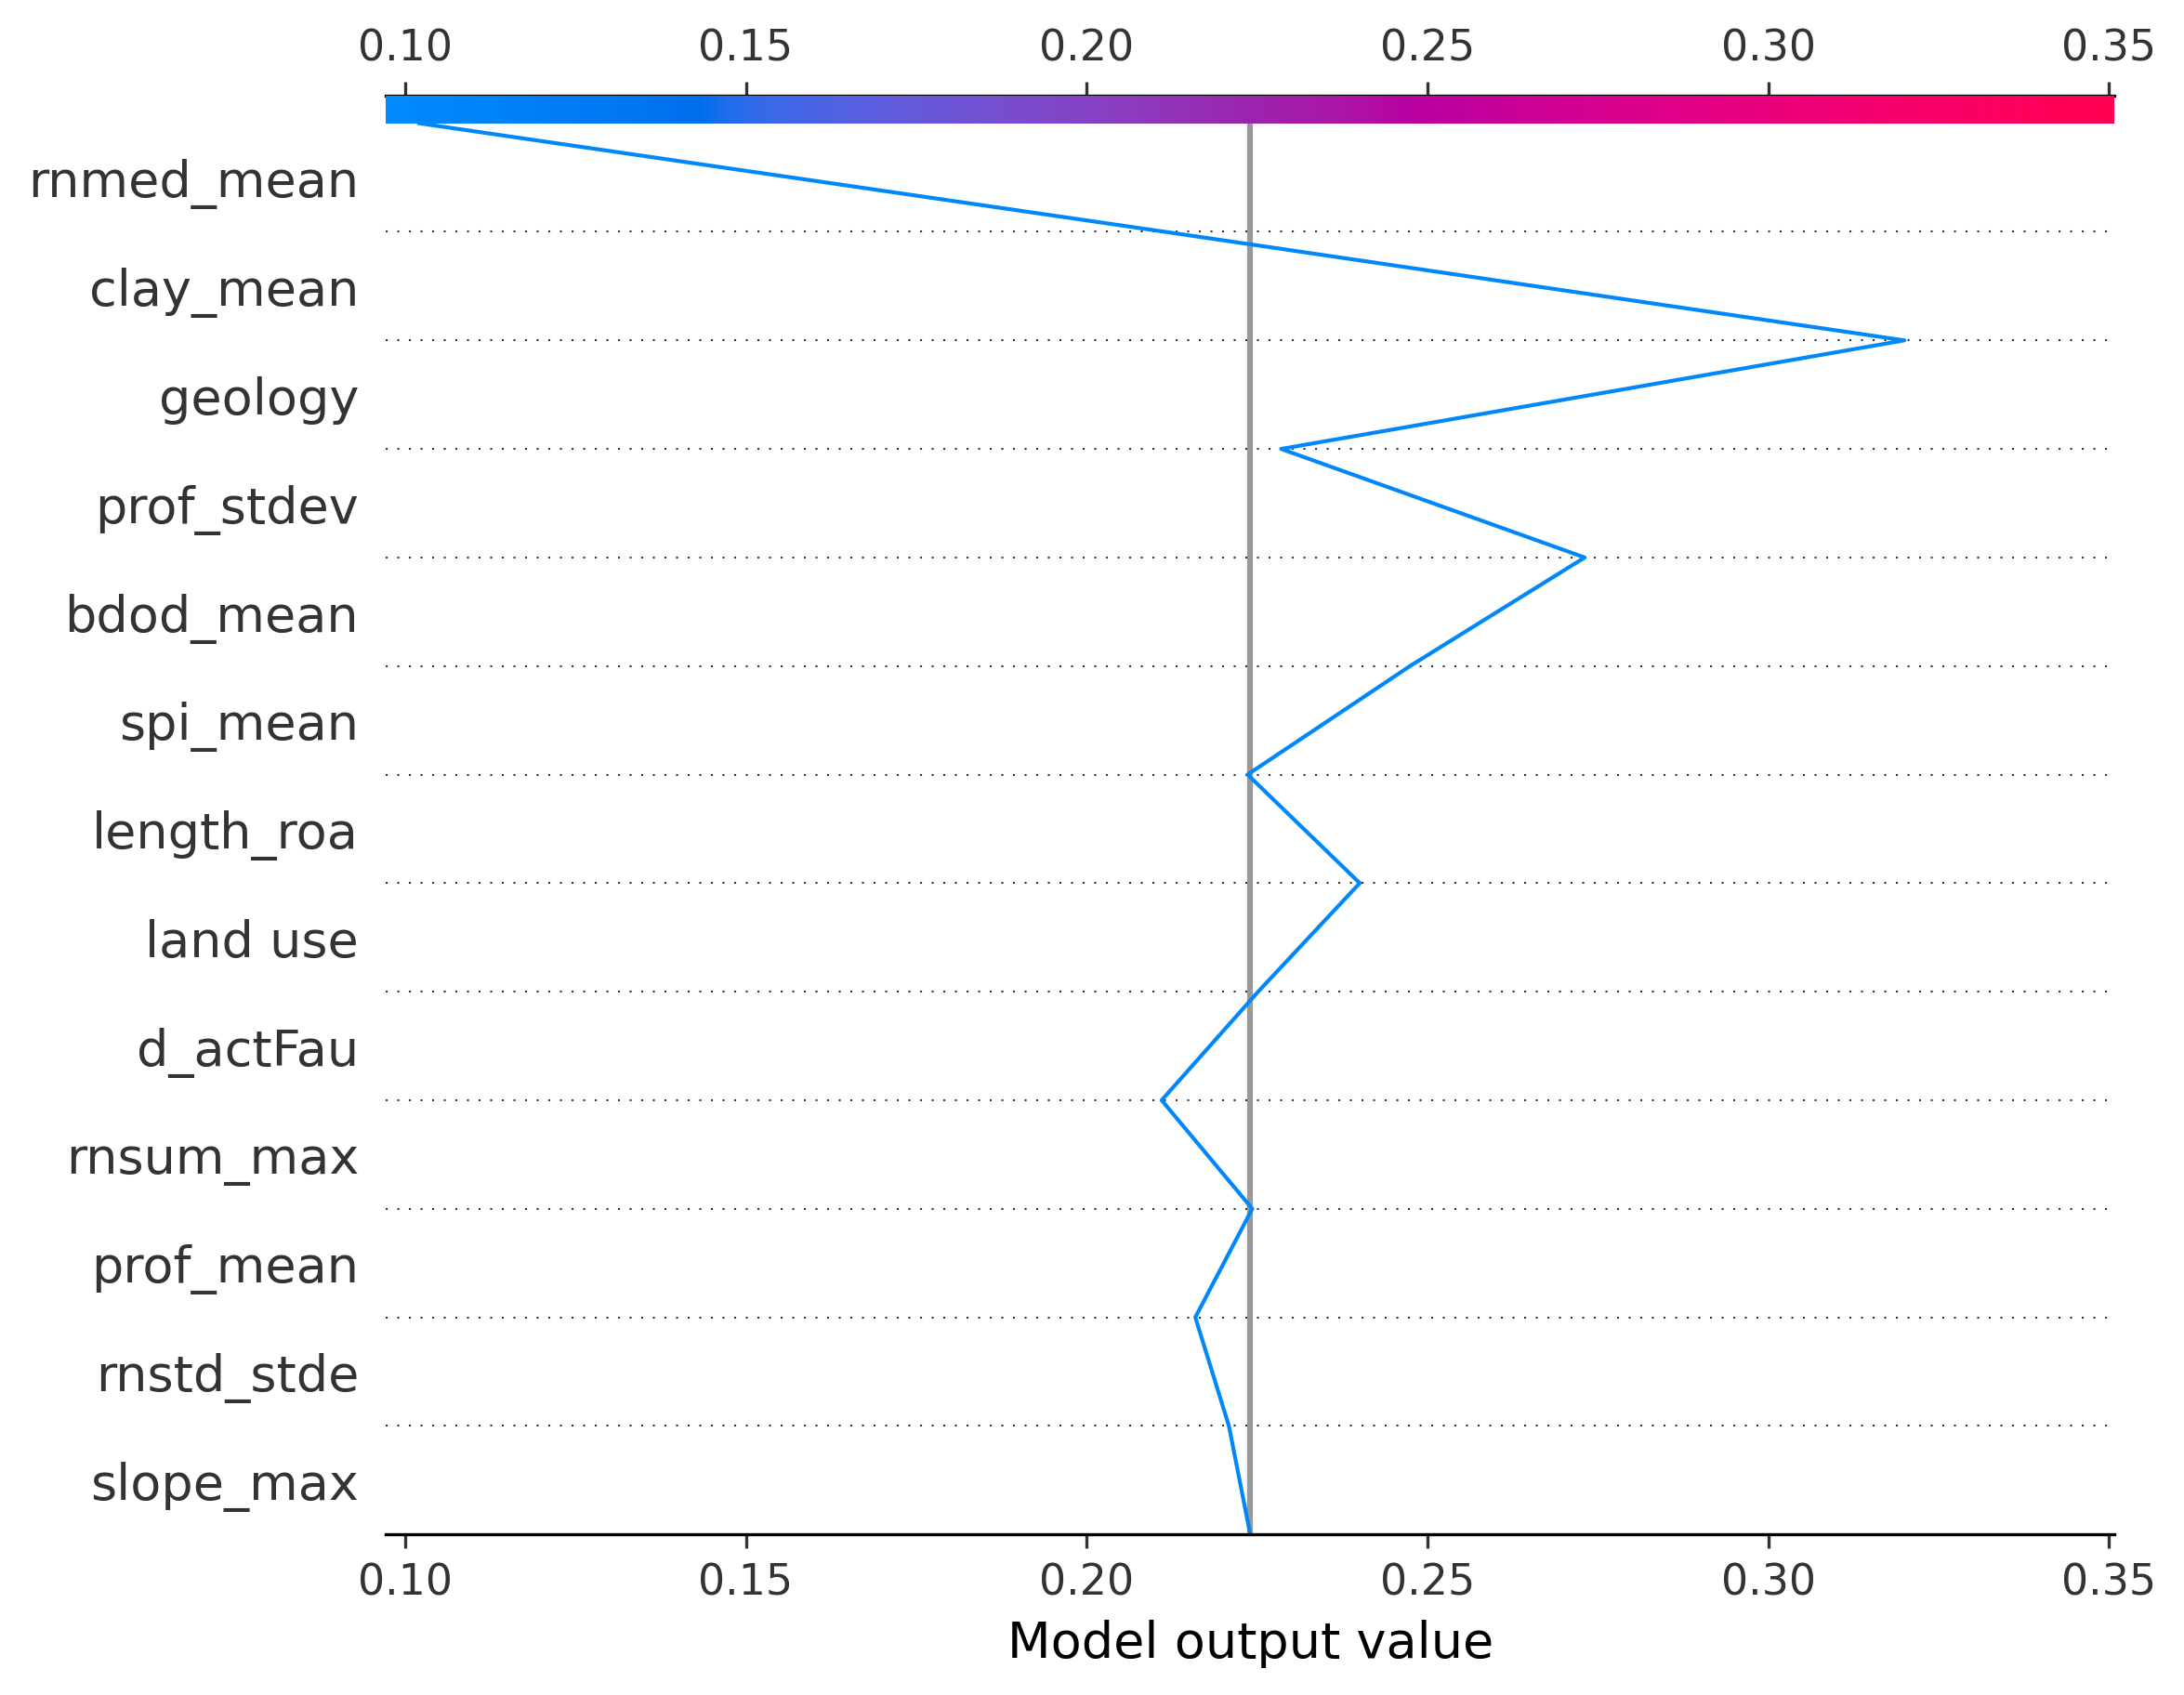 0.10 0.15 0.20 0.25 0.30 0.35
rnmed_mean
clay_mean
geology
prof_stdev
bdod_mean
spi_mean
length_roa
land use
d_actFau
rnsum_max
prof_mean
rnstd_stde
slope_max
0.10 0.15 0.20 0.25 0.30 0.35
Model output value